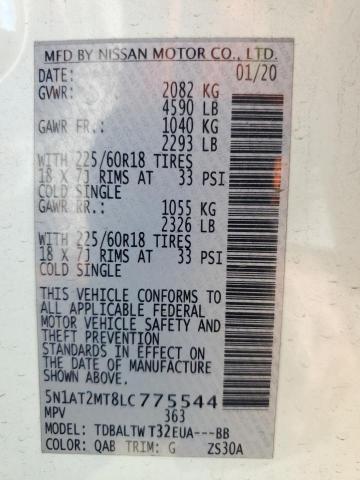 MFD BY NISSAN MOTOR CO., LTD.
DATE: 01/20
GVWR: 2082 KG
4590 LB
GAWR FR.: 1040 KG
2293 LB
WITH 225/60R18 TIRES
18 X 7J RIMS AT 33 PSI
COLD SINGLE
GAWR RR.: 1055 KG
2326 LB
WITH 225/60R18 TIRES
18 X 7J RIMS AT 33 PSI
COLD SINGLE
THIS VEHICLE CONFORMS TO
ALL APPLICABLE FEDERAL
MOTOR VEHICLE SAFETY AND
THEFT PREVENTION
STANDARDS IN EFFECT ON
THE DATE OF MANUFACTURE
SHOWN ABOVE.
5N1AT2MT8LC775544
MPV 363
MODEL: TDBALTW T32EUA---BB
COLOR: QAB TRIM: G ZS30A